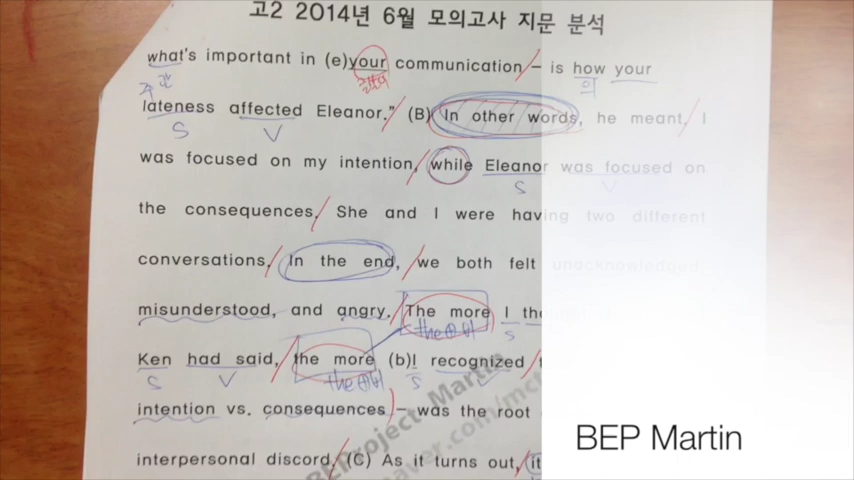 고2 2014년 6월 모의고사 지문 분석
what's important in (e)your communication – is how your
lateness affected Eleanor." (B) In other words, he meant, I
was focused on my intention, while Eleanor was focused on
the consequences. She and I were having two different
conversations. In the end, we both felt unacknowledged,
misunderstood, and angry. The more I
Ken had said, the more (b)I recognized
intention vs. consequences – was the root
interpersonal discord. (C) As it turns out, it
S
V
S
V
S
S
V
S
BEProject Martin
BEP Martin